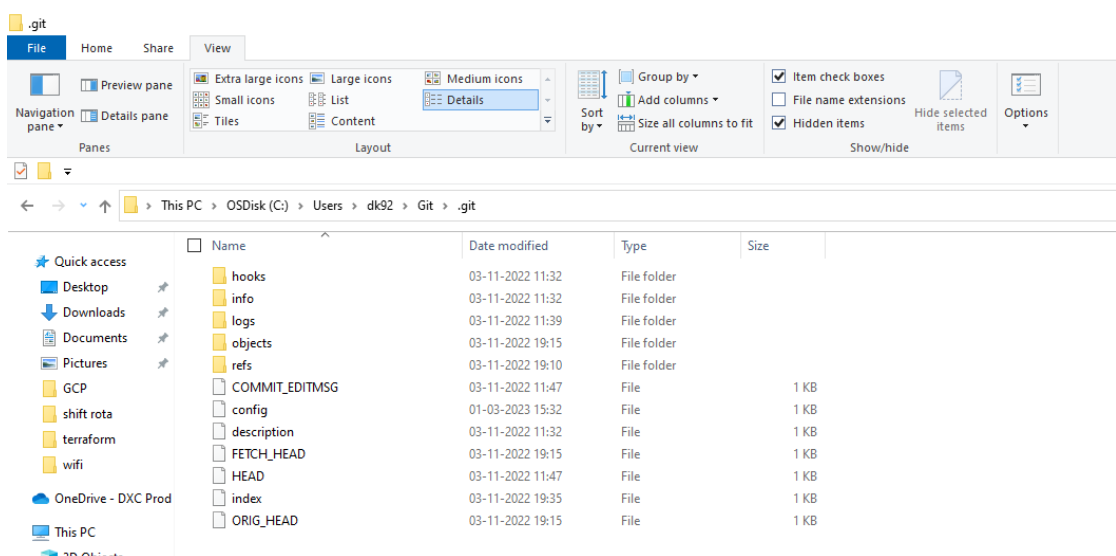 .git
File Home Share View
Navigation pane
Preview pane
Details pane
Panes
Extra large icons Large icons Medium icons
Small icons List Details
Tiles Content
Layout
Sort by
Group by
Add columns
Size all columns to fit
Current view
Item check boxes
File name extensions
Hidden items
Hide selected items
Show/hide
Options
This PC > OSDisk (C:) > Users > dk92 > Git > .git
Quick access
Desktop
Downloads
Documents
Pictures
GCP
shift rota
terraform
wifi
OneDrive - DXC Prod
This PC
3D Objects
Name Date modified Type Size
hooks 03-11-2022 11:32 File folder
info 03-11-2022 11:32 File folder
logs 03-11-2022 11:39 File folder
objects 03-11-2022 19:15 File folder
refs 03-11-2022 19:10 File folder
COMMIT_EDITMSG 03-11-2022 11:47 File 1 KB
config 01-03-2023 15:32 File 1 KB
description 03-11-2022 11:32 File 1 KB
FETCH_HEAD 03-11-2022 19:15 File 1 KB
HEAD 03-11-2022 11:47 File 1 KB
index 03-11-2022 19:35 File 1 KB
ORIG_HEAD 03-11-2022 19:15 File 1 KB